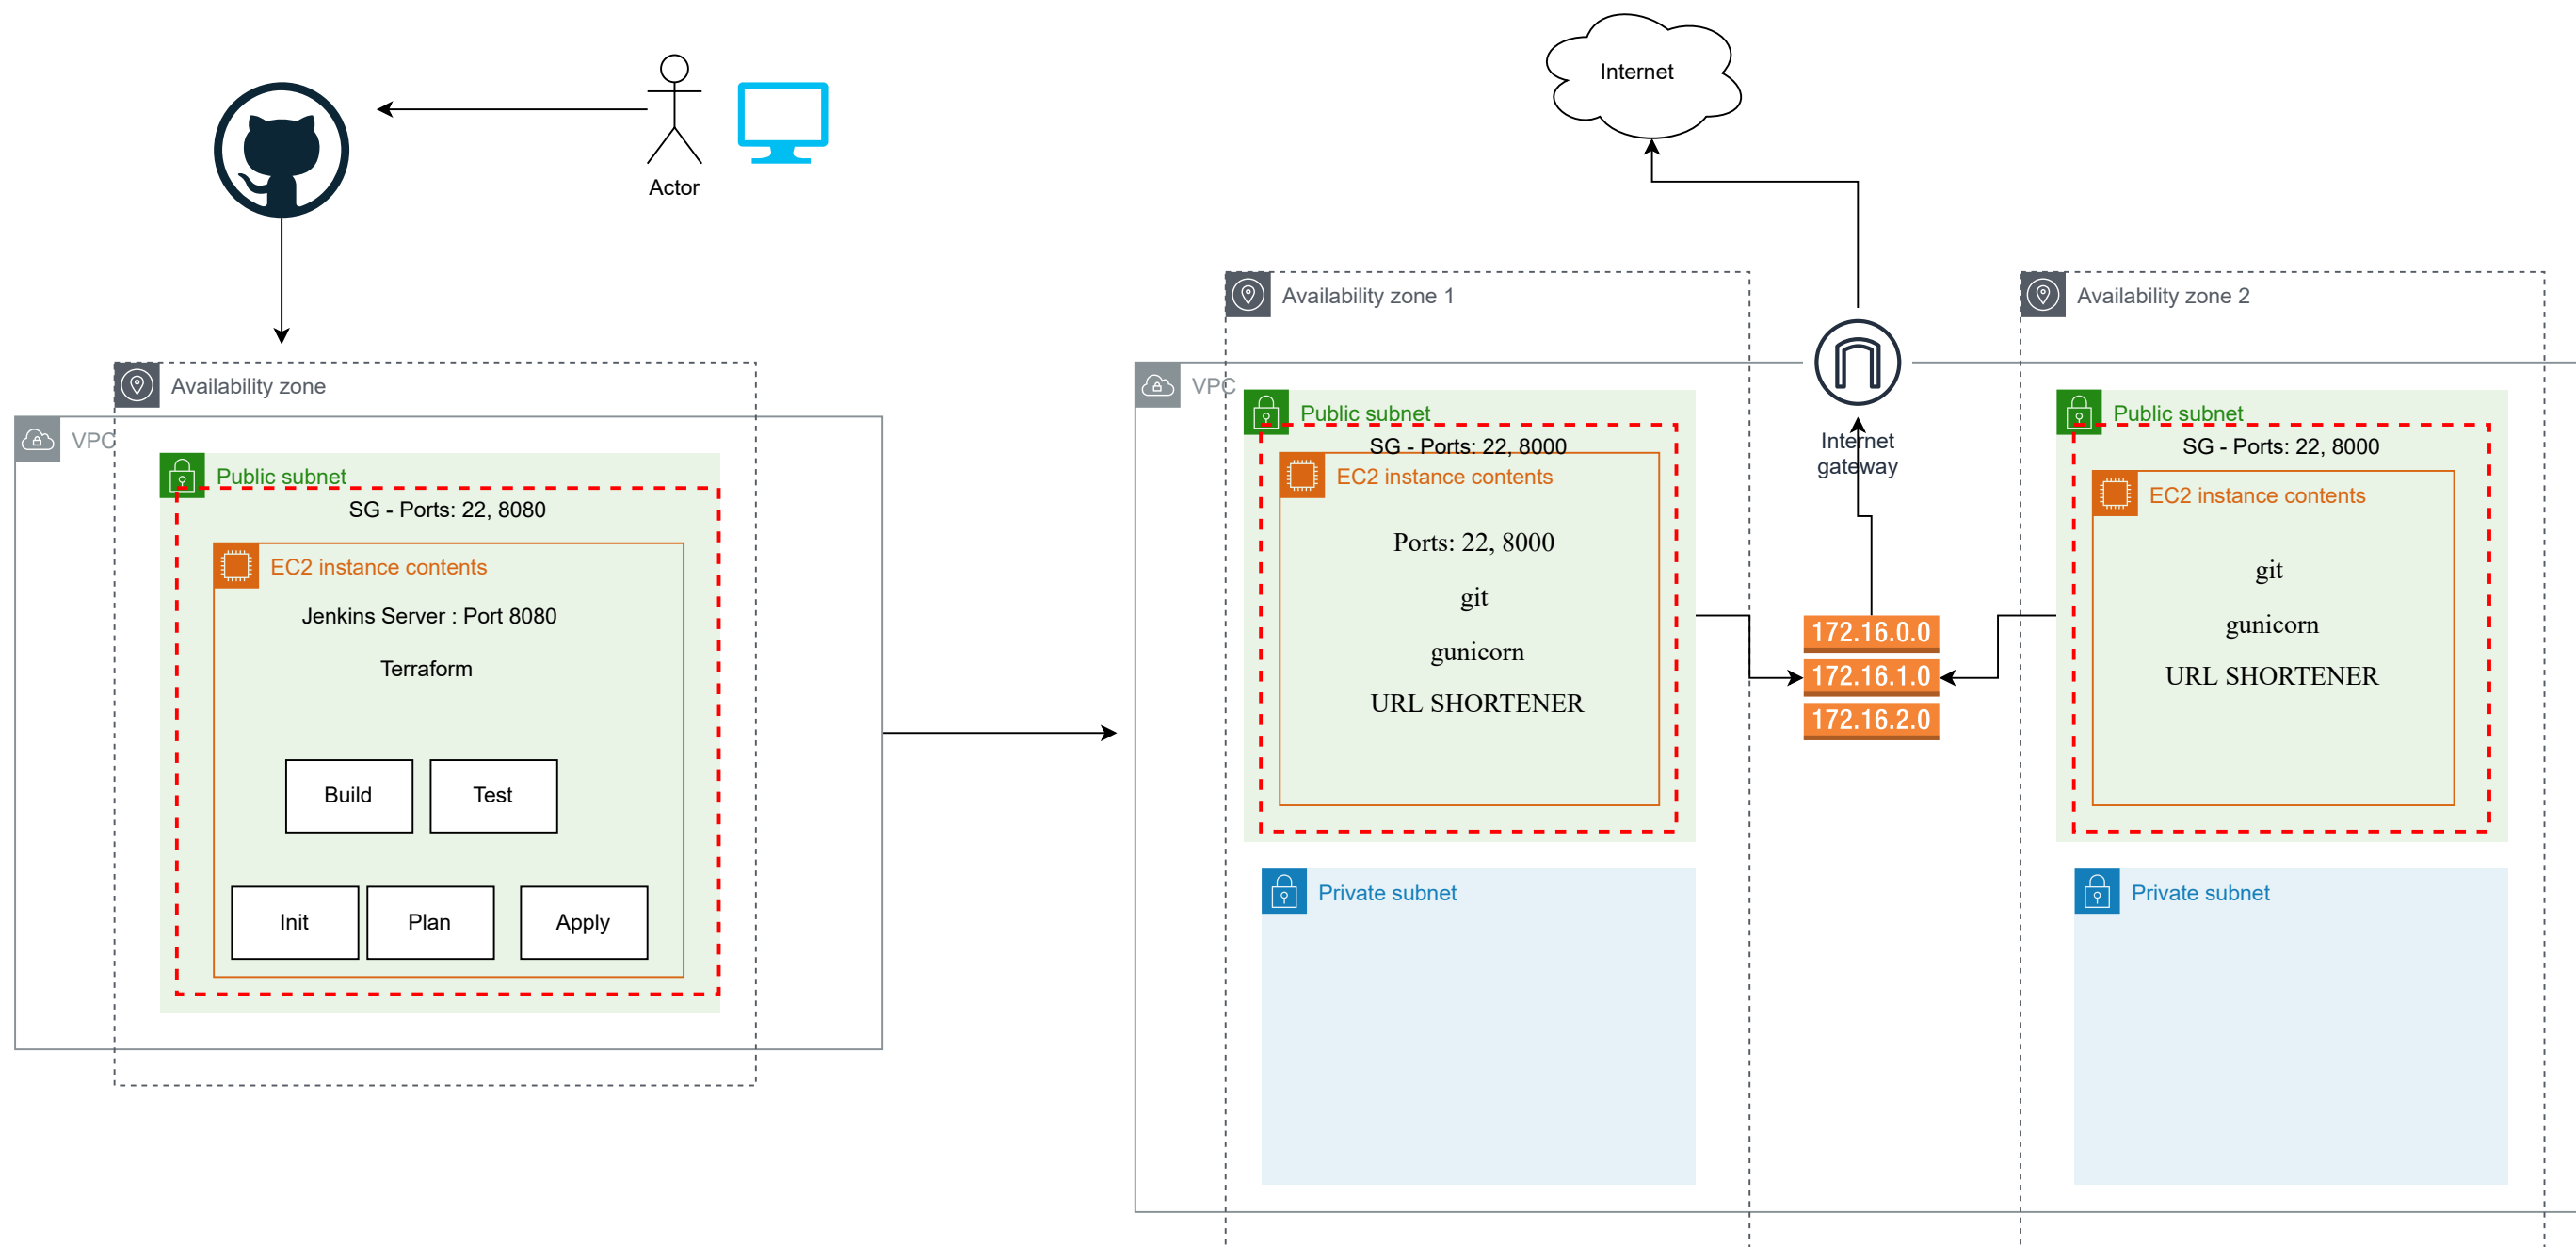 Actor
Internet
Availability zone
VPC
Public subnet
SG - Ports: 22, 8080
EC2 instance contents
Jenkins Server : Port 8080
Terraform
Build
Test
Init
Plan
Apply
Availability zone 1
VPC
Public subnet
SG - Ports: 22, 8000
EC2 instance contents
Ports: 22, 8000
git
gunicorn
URL SHORTENER
Private subnet
Internet
gateway
172.16.0.0
172.16.1.0
172.16.2.0
Availability zone 2
Public subnet
SG - Ports: 22, 8000
EC2 instance contents
git
gunicorn
URL SHORTENER
Private subnet